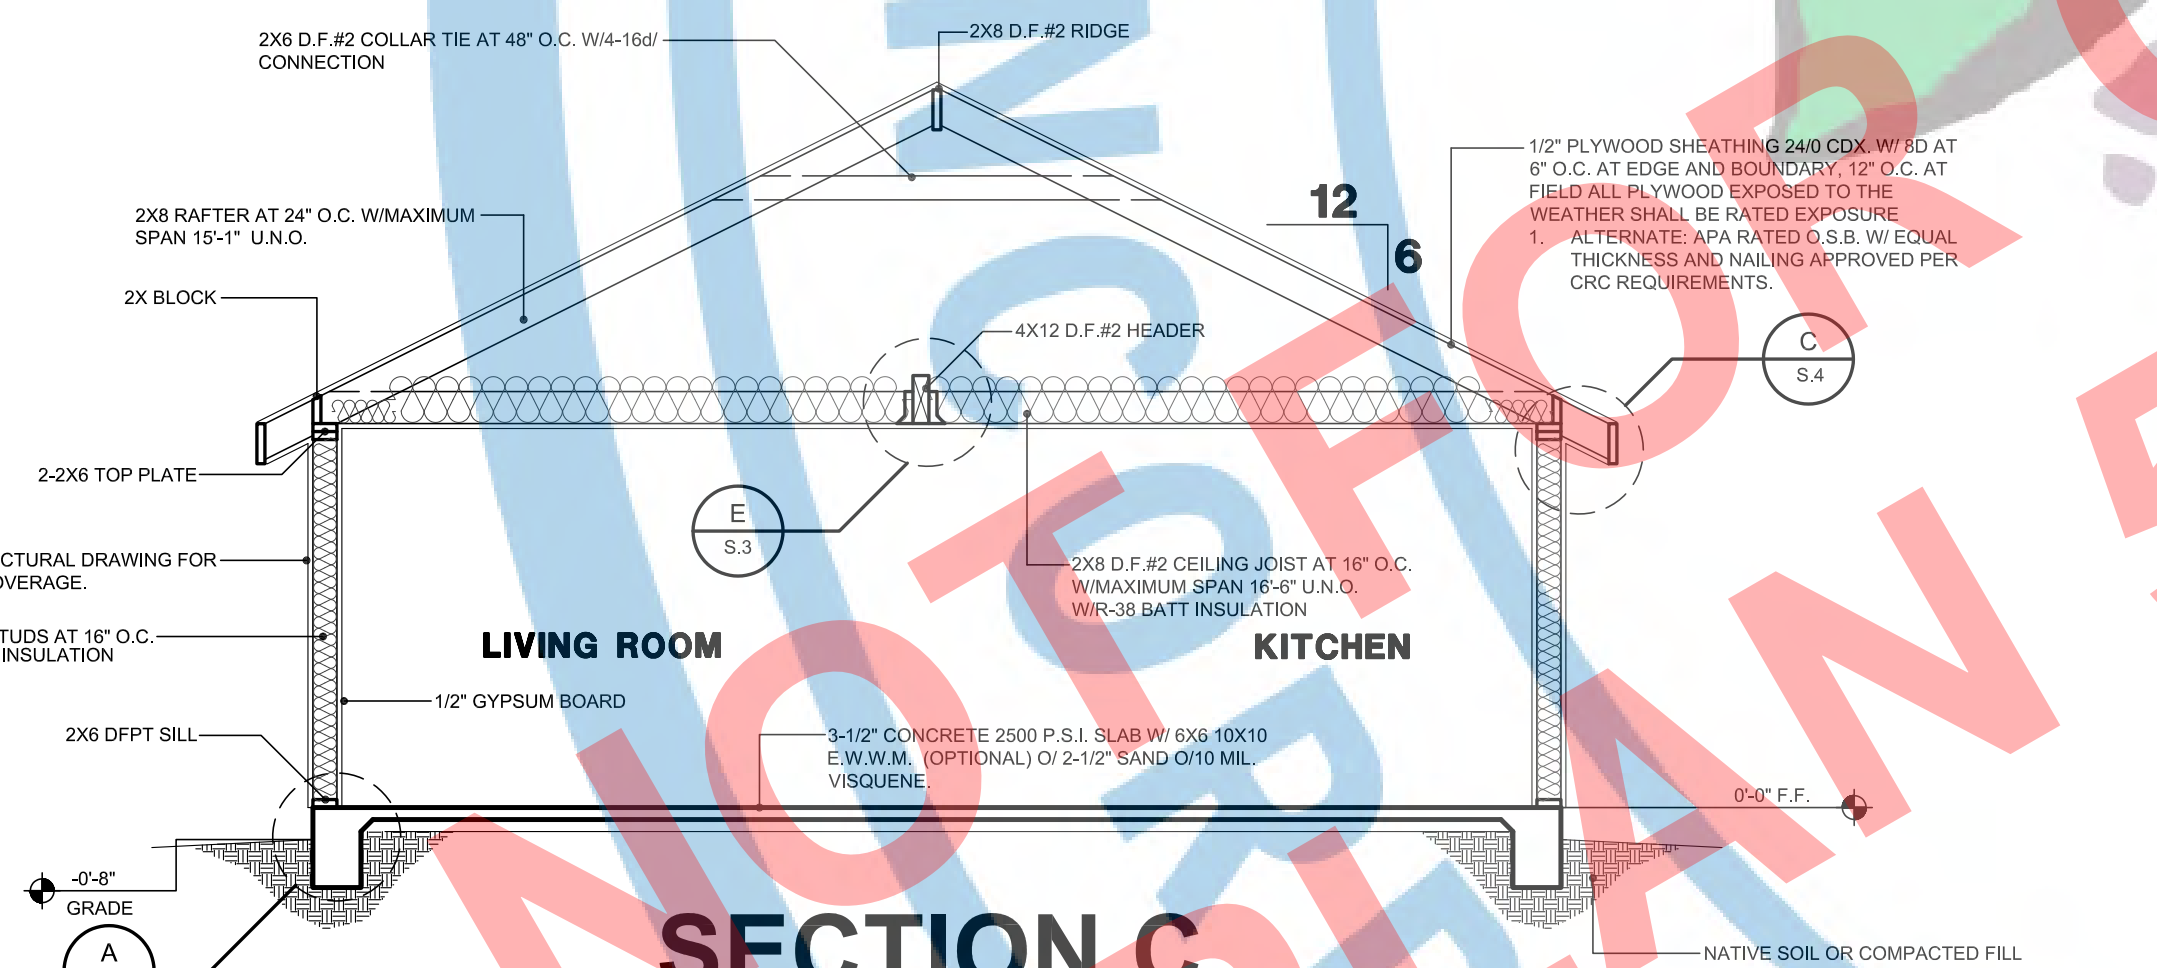 2X6 D.F.#2 COLLAR TIE AT 48" O.C. W/4-16d/
CONNECTION
2X8 D.F.#2 RIDGE
1/2" PLYWOOD SHEATHING 24/0 CDX. W/ 8D AT
6" O.C. AT EDGE AND BOUNDARY, 12" O.C. AT
FIELD ALL PLYWOOD EXPOSED TO THE
WEATHER SHALL BE RATED EXPOSURE
1. ALTERNATE: APA RATED O.S.B. W/ EQUAL
THICKNESS AND NAILING APPROVED PER
CRC REQUIREMENTS.
12
6
2X8 RAFTER AT 24" O.C. W/MAXIMUM
SPAN 15'-1" U.N.O.
2X BLOCK
4X12 D.F.#2 HEADER
C
S.4
2-2X6 TOP PLATE
E
S.3
CTURAL DRAWING FOR
OVERAGE.
2X8 D.F.#2 CEILING JOIST AT 16" O.C.
W/MAXIMUM SPAN 16'-6" U.N.O.
W/R-38 BATT INSULATION
TUDS AT 16" O.C.
INSULATION
LIVING ROOM
KITCHEN
1/2" GYPSUM BOARD
2X6 DFPT SILL
3-1/2" CONCRETE 2500 P.S.I. SLAB W/ 6X6 10X10
E.W.W.M. (OPTIONAL) O/ 2-1/2" SAND O/10 MIL.
VISQUENE.
0'-0" F.F.
-0'-8"
GRADE
A
SECTION C
NATIVE SOIL OR COMPACTED FILL
NOT FOR